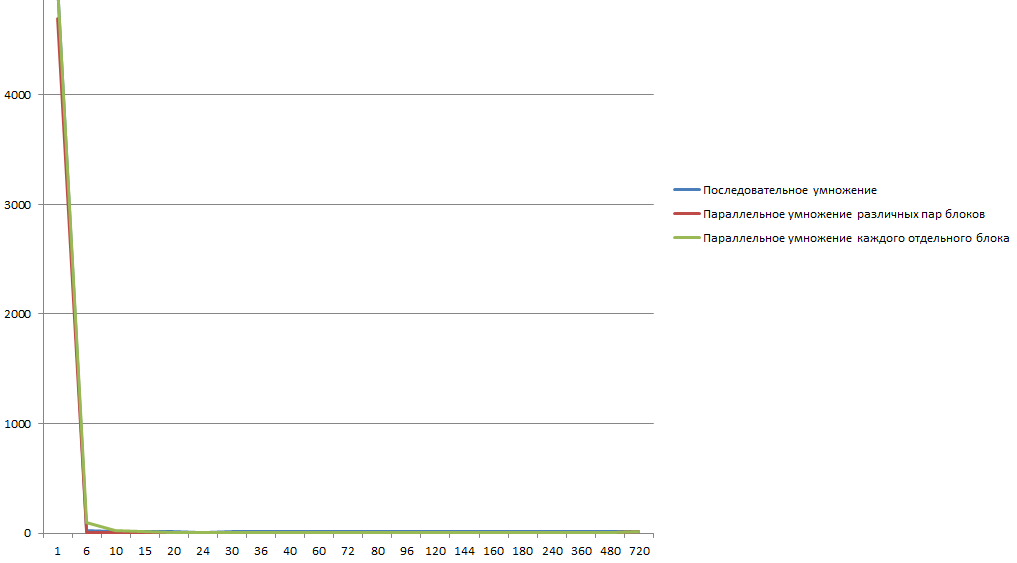 4000
3000
2000
1000
0
1 6 10 15 20 24 30 36 40 60 72 80 96 120 144 160 180 240 360 480 720
Последовательное умножение
Параллельное умножение различных пар блоков
Параллельное умножение каждого отдельного блока